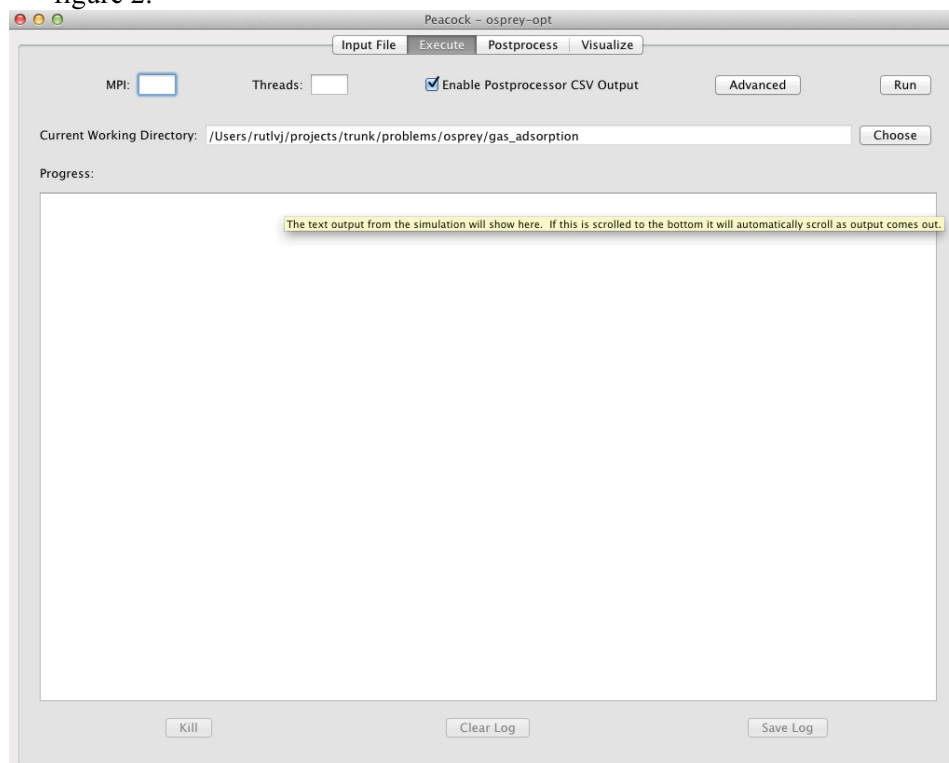 figure 2.
Peacock - osprey-opt
Input File Execute Postprocess Visualize
MPI: Threads: Enable Postprocessor CSV Output Advanced Run
Current Working Directory: /Users/rutlvj/projects/trunk/problems/osprey/gas_adsorption Choose
Progress:
The text output from the simulation will show here. If this is scrolled to the bottom it will automatically scroll as output comes out.
Kill Clear Log Save Log